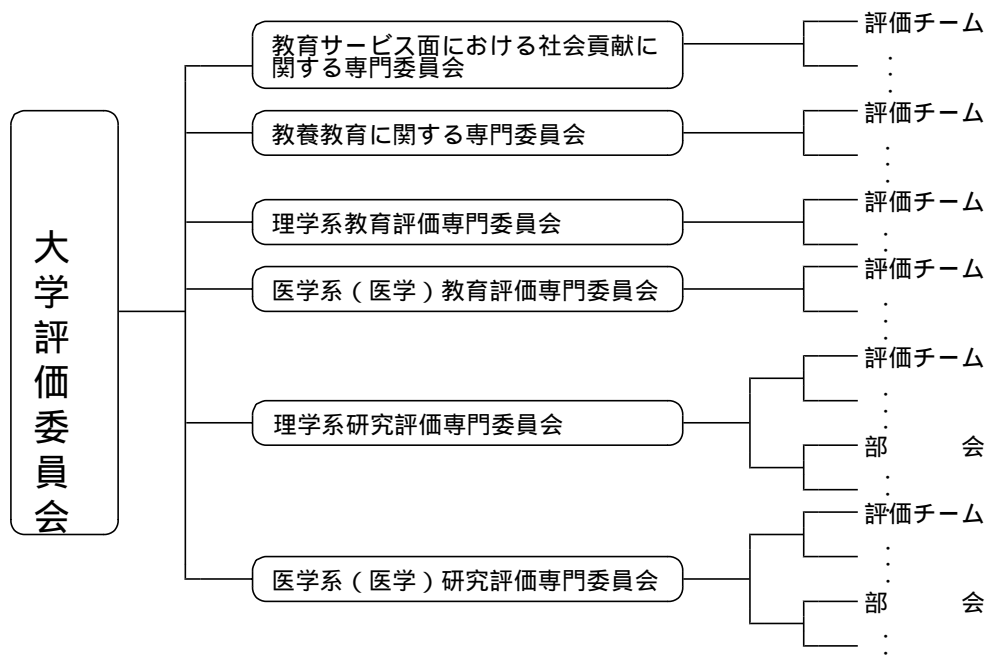 大学評価委員会
教育サービス面における社会貢献に
関する専門委員会
評価チーム
教養教育に関する専門委員会
評価チーム
理学系教育評価専門委員会
評価チーム
医学系（医学）教育評価専門委員会
評価チーム
理学系研究評価専門委員会
評価チーム
部　　　会
医学系（医学）研究評価専門委員会
評価チーム
部　　　会